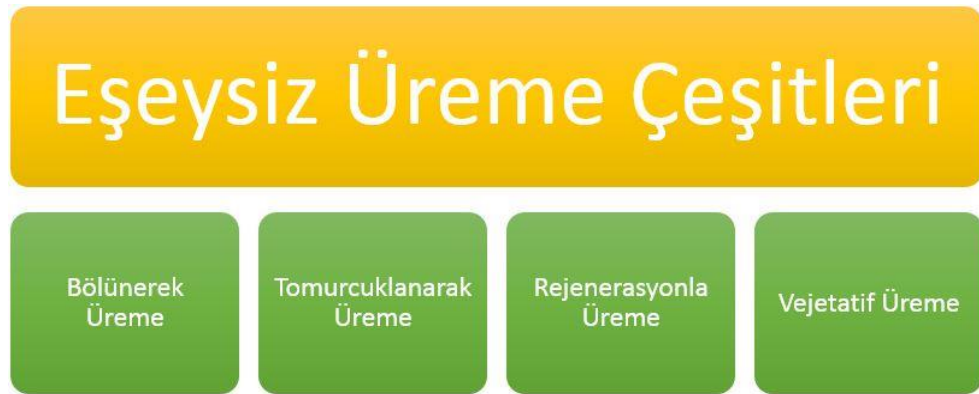 Eşeysiz Üreme Çeşitleri
Bölünerek
Üreme
Tomurcuklanarak
Üreme
Rejenerasyonla
Üreme
Vejetatif Üreme